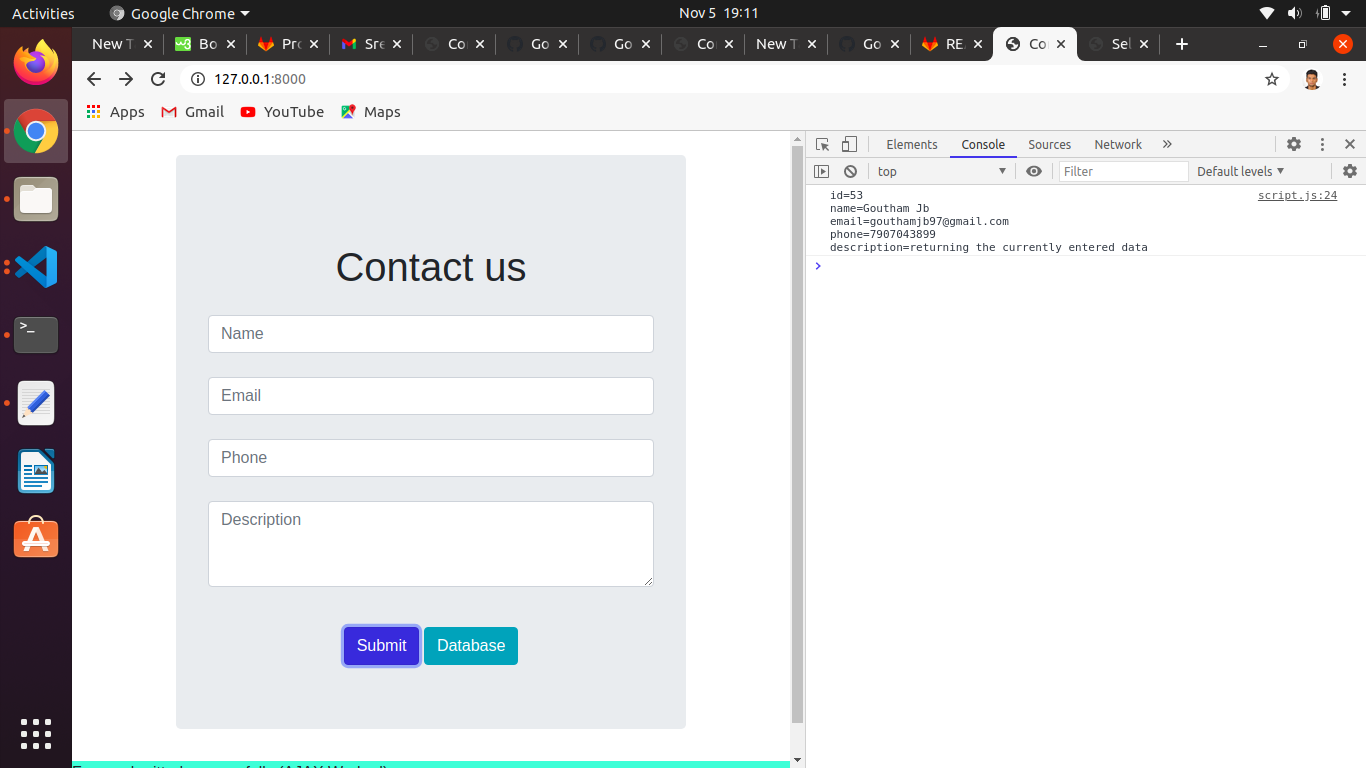 Activities Google Chrome Nov 5 19:11
New T Bo Pro Gm Sre Co Go Go Co New T Go RE Co Sel
127.0.0.1:8000
Apps Gmail YouTube Maps
Elements Console Sources Network
top Filter Default levels
id=53 script.js:24
name=Goutham Jb
email=gouthamjb97@gmail.com
phone=7907043899
description=returning the currently entered data
Contact us
Name
Email
Phone
Description
Submit Database